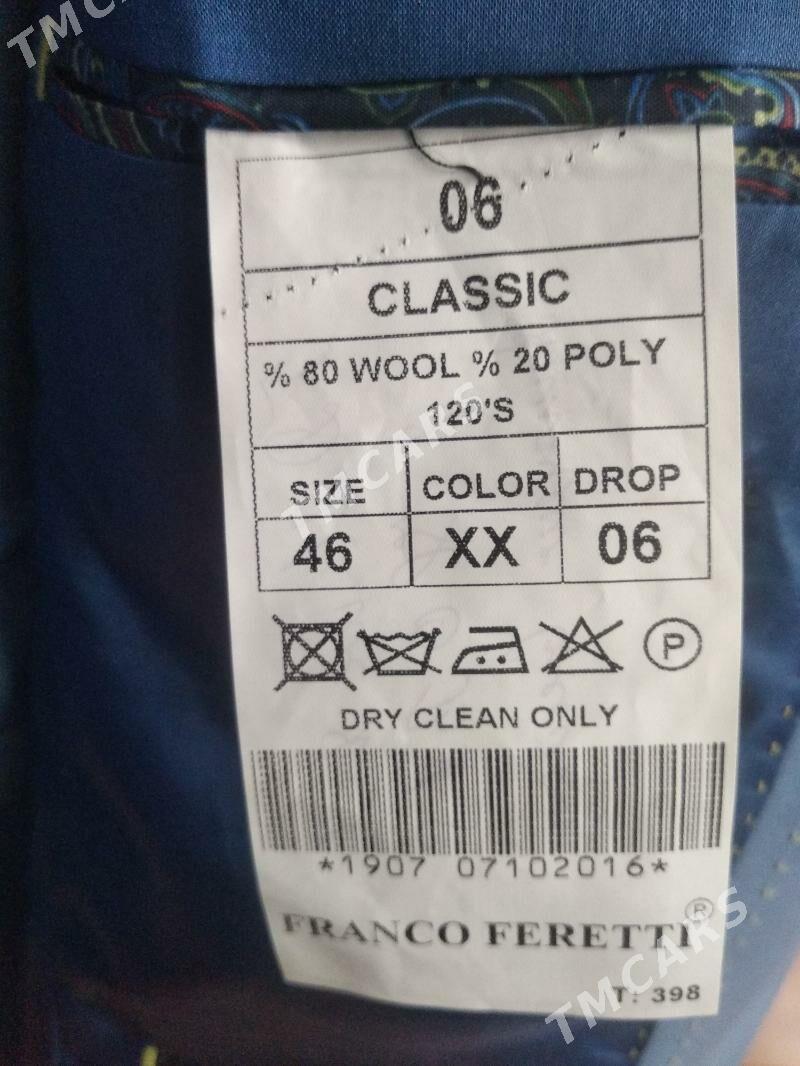 TMCARS
06
CLASSIC
% 80 WOOL % 20 POLY
120'S
SIZE COLOR DROP
46 XX 06
TMCARS
P
DRY CLEAN ONLY
*1907 07102016*
FRANCO FERETTI®
T: 398
TMCARS